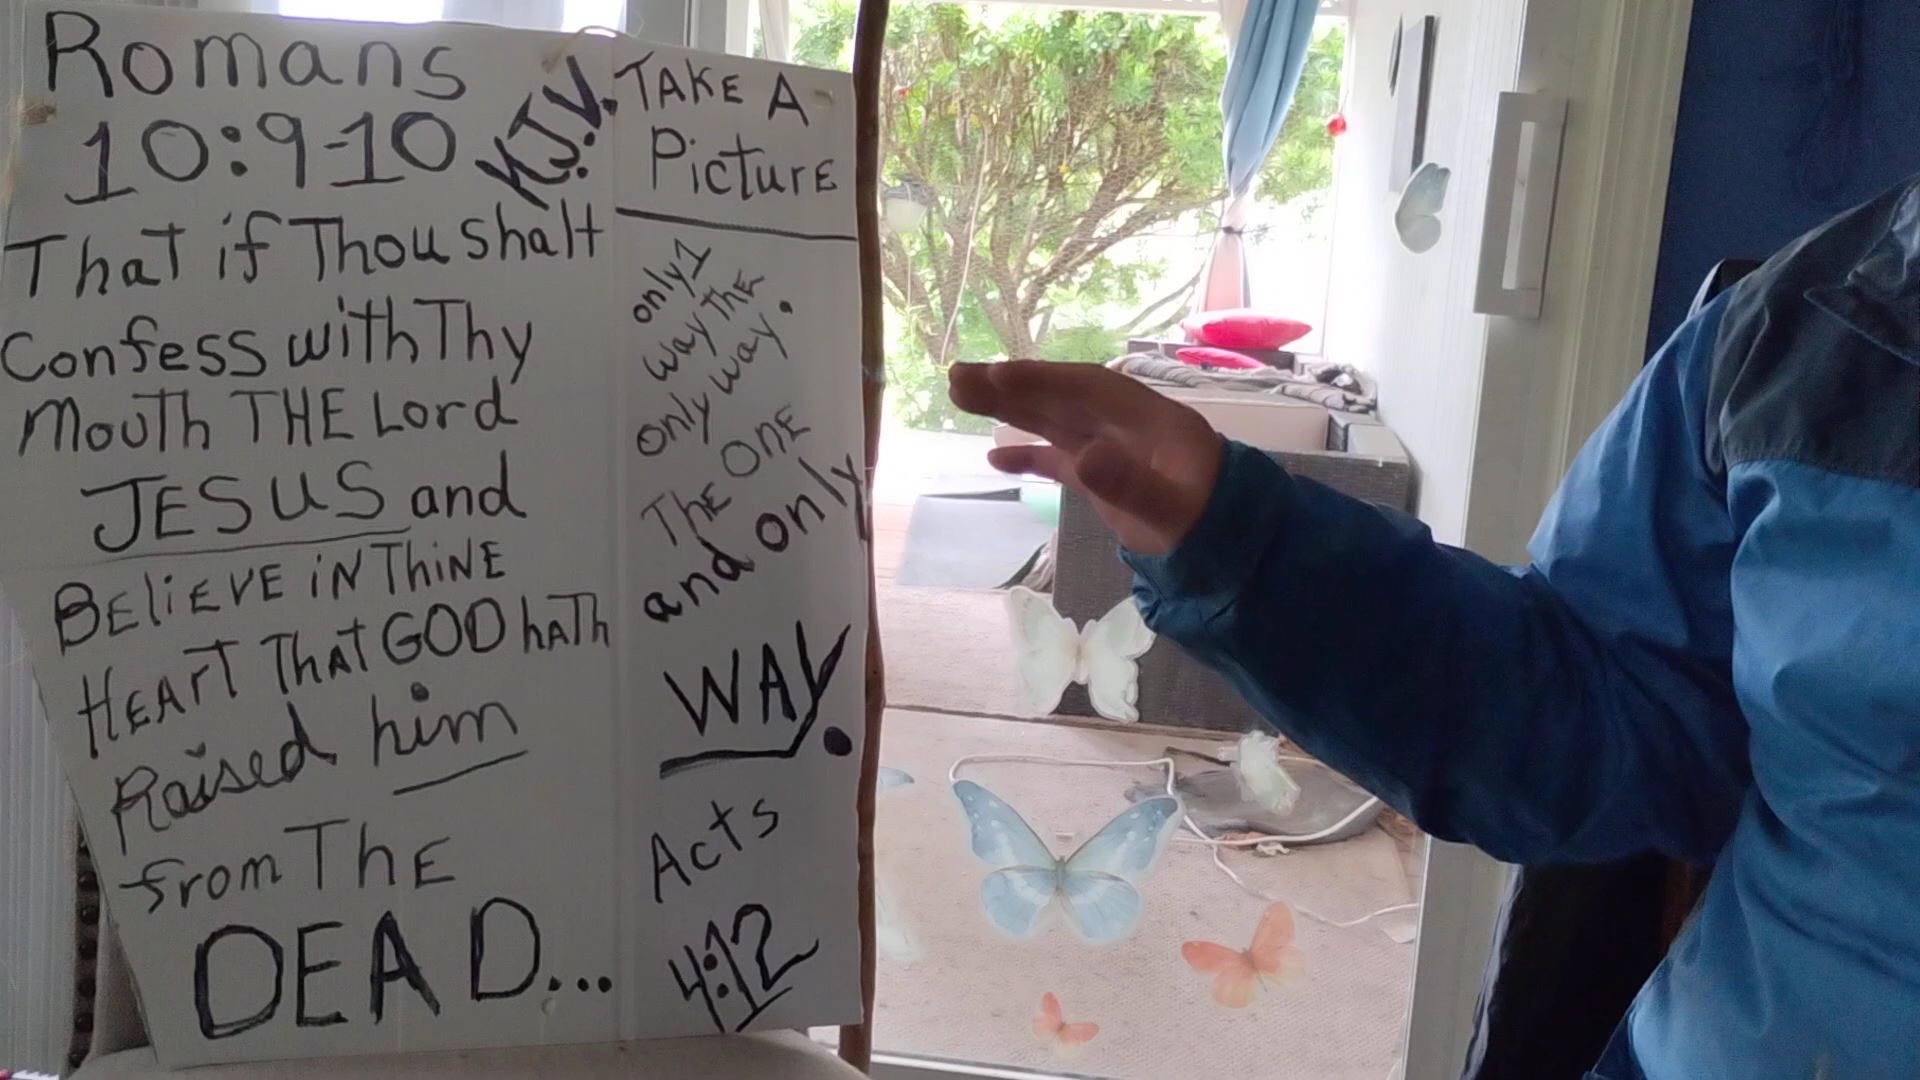 Romans
10:9-10
K.J.V.
That if Thou shalt
Confess with Thy
Mouth THE Lord
JESUS and
BEliEVE iN ThiNE
HEArT ThAT GOD hATh
Raised him
from ThE
DEAD...
TAKE A
PicturE
only 1
way thE
only way.
ThE ONE
and only
WAY.
Acts
4:12